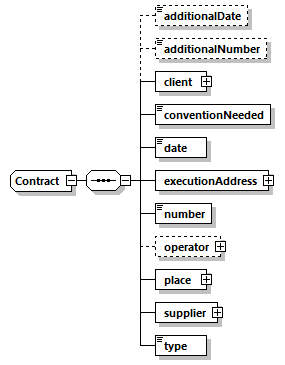 additionalDate
additionalNumber
client
conventionNeeded
date
Contract
executionAddress
number
operator
place
supplier
type